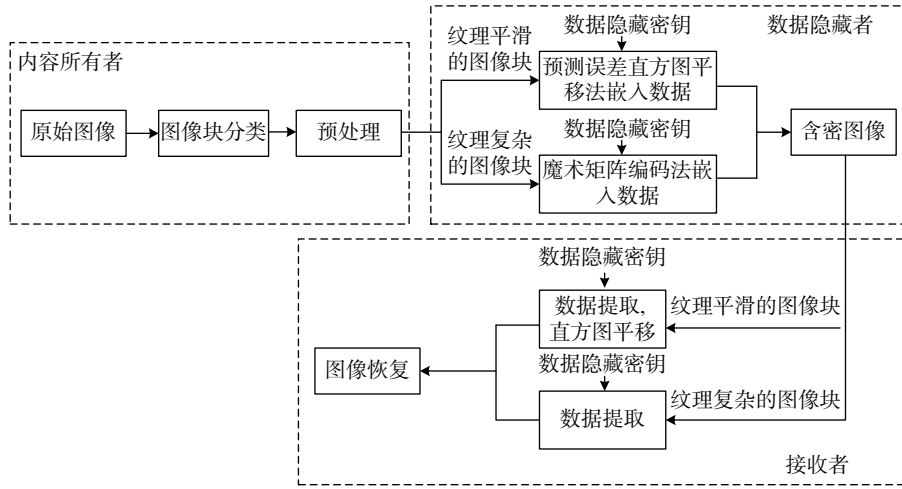 内容所有者
原始图像
图像块分类
预处理
数据隐藏者
纹理平滑
的图像块
数据隐藏密钥
预测误差直方图平
移法嵌入数据
纹理复杂
的图像块
数据隐藏密钥
魔术矩阵编码法嵌
入数据
含密图像
数据隐藏密钥
数据提取,
直方图平移
纹理平滑的图像块
图像恢复
数据隐藏密钥
数据提取
纹理复杂的图像块
接收者